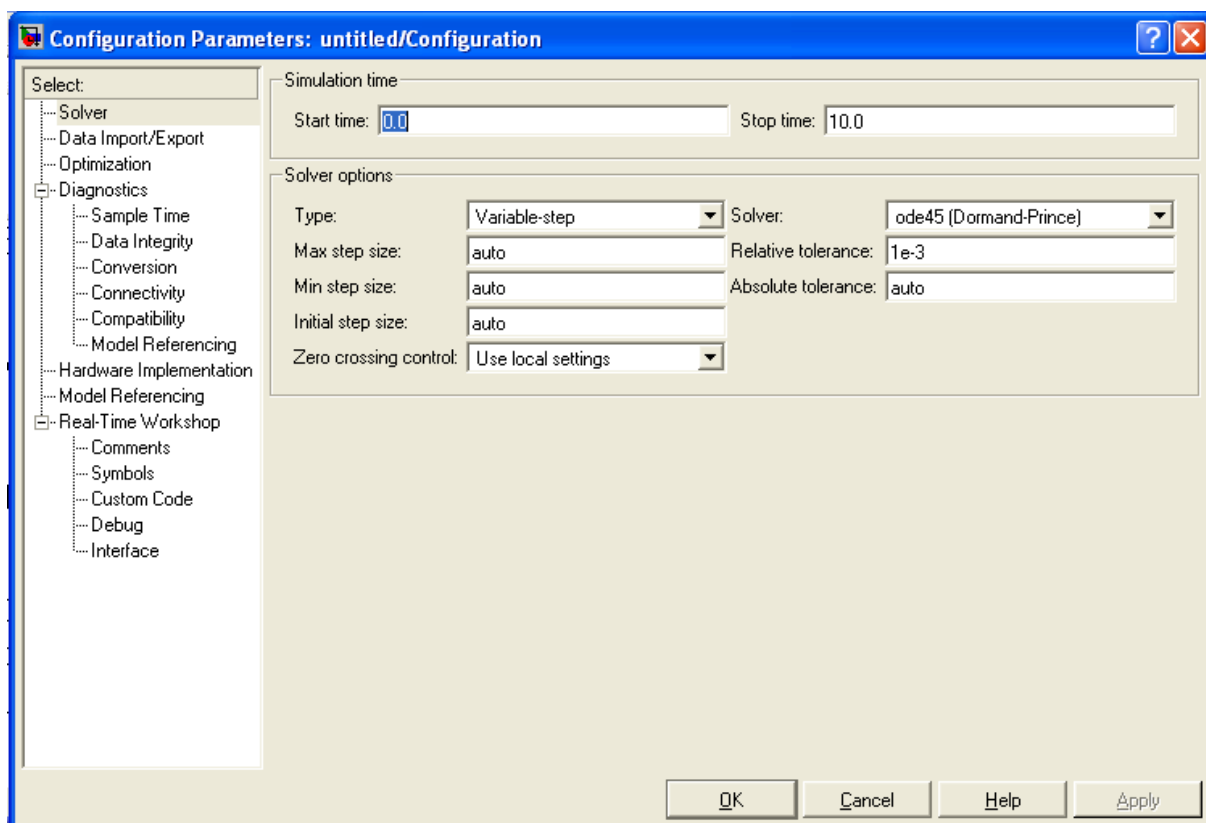 Configuration Parameters: untitled/Configuration
Select:
Solver
Data Import/Export
Optimization
Diagnostics
Sample Time
Data Integrity
Conversion
Connectivity
Compatibility
Model Referencing
Hardware Implementation
Model Referencing
Real-Time Workshop
Comments
Symbols
Custom Code
Debug
Interface
Simulation time
Start time: 0.0 Stop time: 10.0
Solver options
Type: Variable-step Solver: ode45 (Dormand-Prince)
Max step size: auto Relative tolerance: 1e-3
Min step size: auto Absolute tolerance: auto
Initial step size: auto
Zero crossing control: Use local settings
OK Cancel Help Apply